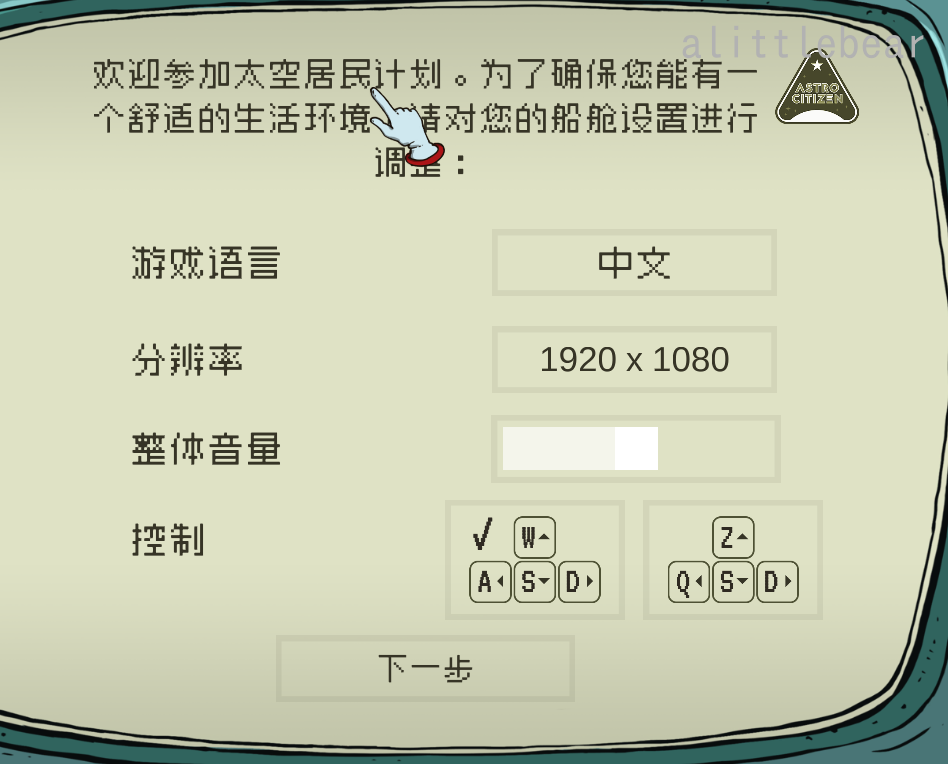 alittlebear
欢迎参加太空居民计划。为了确保您能有一
个舒适的生活环境 请对您的船舱设置进行
调整：
ASTRO
CITIZEN
游戏语言
中文
分辨率
1920 x 1080
整体音量
控制
√ W
A S D
Z
Q S D
下一步